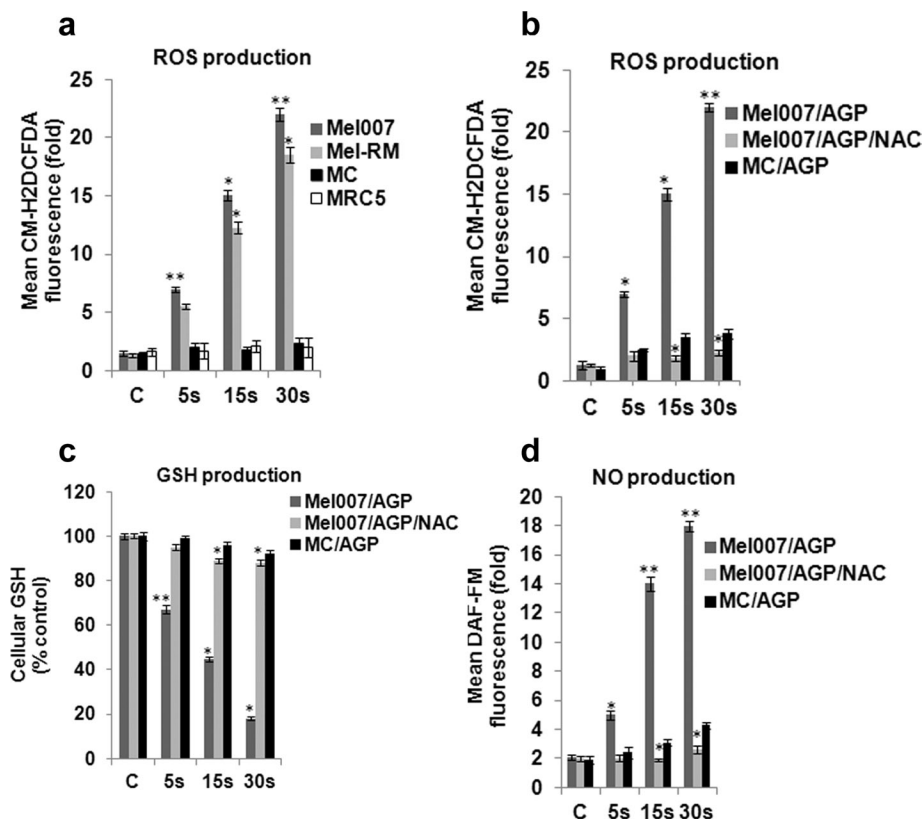 a
ROS production
Mean CM-H2DCFDA
fluorescence (fold)
25
20
15
10
5
0
** 
** * * * *
Mel007
Mel-RM
MC
MRC5
C 5s 15s 30s
b
ROS production
Mean CM-H2DCFDA
fluorescence (fold)
25
20
15
10
5
0
* * ** * *
Mel007/AGP
Mel007/AGP/NAC
MC/AGP
C 5s 15s 30s
c
GSH production
Cellular GSH
(% control)
120
100
80
60
40
20
0
** * * * *
Mel007/AGP
Mel007/AGP/NAC
MC/AGP
C 5s 15s 30s
d
NO production
Mean DAF-FM
fluorescence (fold)
20
18
16
14
12
10
8
6
4
2
0
* ** * ** *
Mel007/AGP
Mel007/AGP/NAC
MC/AGP
C 5s 15s 30s